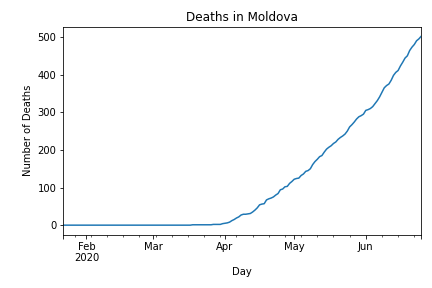 Deaths in Moldova
500
400
300
200
100
0
Number of Deaths
Feb
2020
Mar
Apr
May
Jun
Day